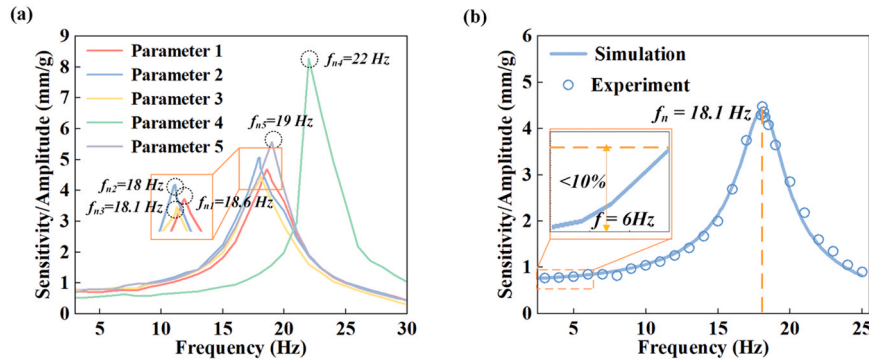 (a)
9
8
7
6
5
4
3
2
1
0
Sensitivity/Amplitude (mm/g)
Parameter 1
Parameter 2
Parameter 3
Parameter 4
Parameter 5
fn4=22 Hz
fn5=19 Hz
fn2=18 Hz
fn3=18.1Hz
fn1=18.6 Hz
5 10 15 20 25 30
Frequency (Hz)
(b)
6
5
4
3
2
1
0
Sensitivity/Amplitude (mm/g)
Simulation
Experiment
fn = 18.1 Hz
<10%
f = 6Hz
5 10 15 20 25
Frequency (Hz)